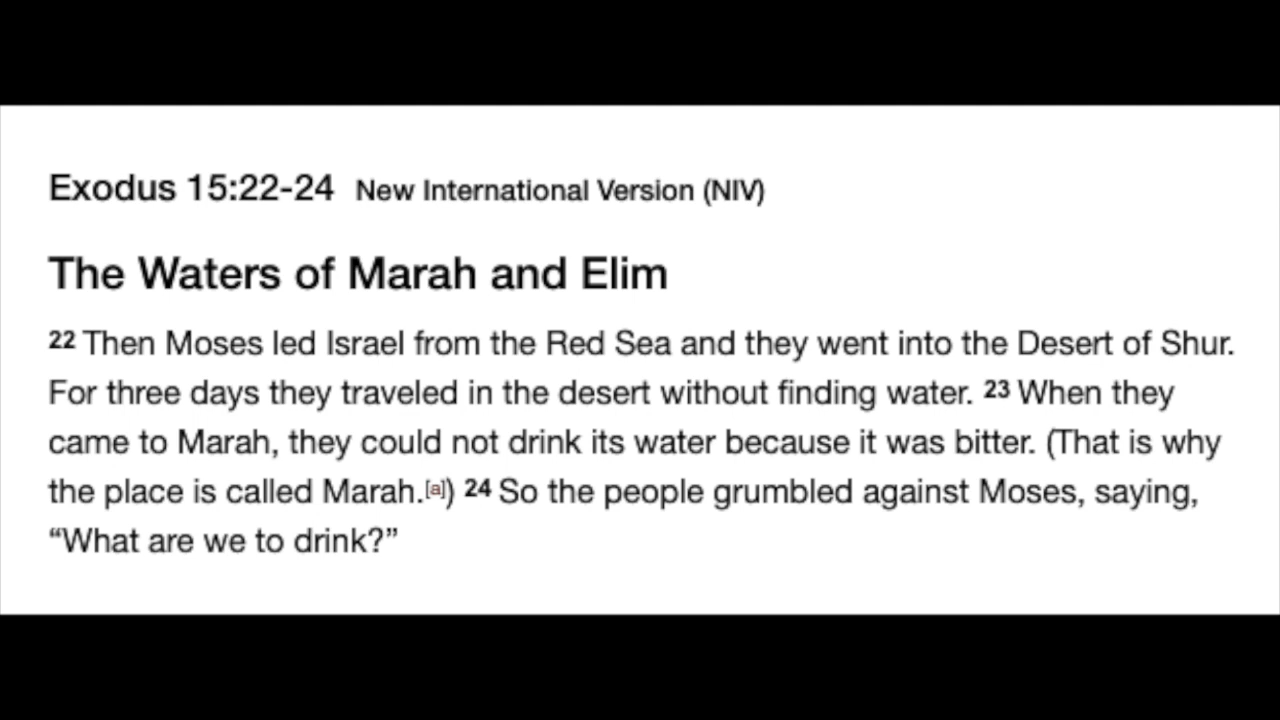 Exodus 15:22-24 New International Version (NIV)
The Waters of Marah and Elim
22 Then Moses led Israel from the Red Sea and they went into the Desert of Shur.
For three days they traveled in the desert without finding water. 23 When they
came to Marah, they could not drink its water because it was bitter. (That is why
the place is called Marah.[a]) 24 So the people grumbled against Moses, saying,
“What are we to drink?”